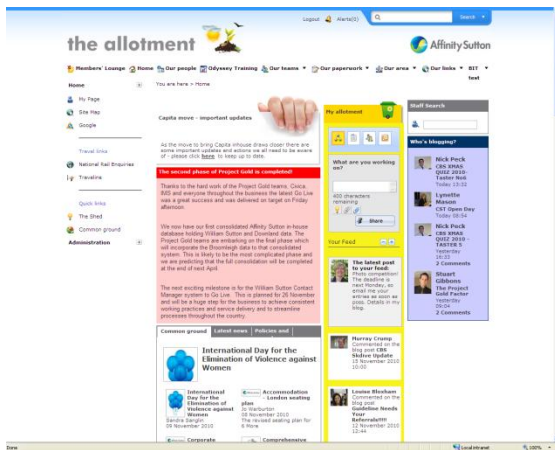 Logout Alerts(0) Search
the allotment
Affinity Sutton
Members' Lounge Home Our people Odyssey Training Our teams Our paperwork Our area Our links BIT test
Home
My Page
Site Map
Google
Travel links
National Rail Enquiries
Traveline
Quick links
The Shed
Common ground
Administration
You are here > Home
Capita move - important updates
As the move to bring Capita inhouse draws closer there are
some important updates and actions we all need to be aware
of - please click here to keep up to date.
The second phase of Project Gold is completed!
Thanks to the hard work of the Project Gold teams, Civica,
IMS and everyone throughout the business the latest Go Live
was a great success and was delivered on target on Friday
afternoon.
We now have our first consolidated Affinity Sutton in-house
database holding William Sutton and Downland data. The
Project Gold teams are embarking on the final phase which
will incorporate the Broomleigh data to that consolidated
system. This is likely to be the most complicated phase and
we are predicting that the full consolidation will be completed
at the end of next April.
The next exciting milestone is for the William Sutton Contact
Manager system to Go Live. This is planned for 26 November
and will be a huge step for the business to achieve consistent
working practices and service delivery and to streamline
processes throughout the country.
Common ground Latest news Policies and
International Day for the
Elimination of Violence against
Women
International
Day for the
Elimination of
Violence against
Women
Sandra Sanglin
09 November 2010
Accommodation
- London seating
plan
Jo Warburton
08 November 2010
The revised seating plan for
6 More
Corporate
Comprehensive
My allotment
What are you working
on?
400 characters
remaining
Share
Your Feed
The latest post
to your feed:
Photo competition!
The deadline is
next Monday, so
email me your
entries as soon as
poss. Details in my
blog.
Murray Crump
Commented on the
blog post CBS
Skdive Update
15 November 2010
10:00
Louise Bloxham
Commented on the
blog post
Guideline Needs
Your
Referrals!!!!
12 November 2010
12:44
Staff Search
Who's blogging?
Nick Peck
CBS XMAS
QUIZ 2010-
Taster No6
Today 13:32
Lynnette
Mason
CST Open Day
Today 08:54
Nick Peck
CBS XMAS
QUIZ 2010 -
TASTER 5
Yesterday
16:33
2 Comments
Stuart
Gibbons
The Project
Gold Factor
Yesterday
09:04
2 Comments
Done Local intranet 100%